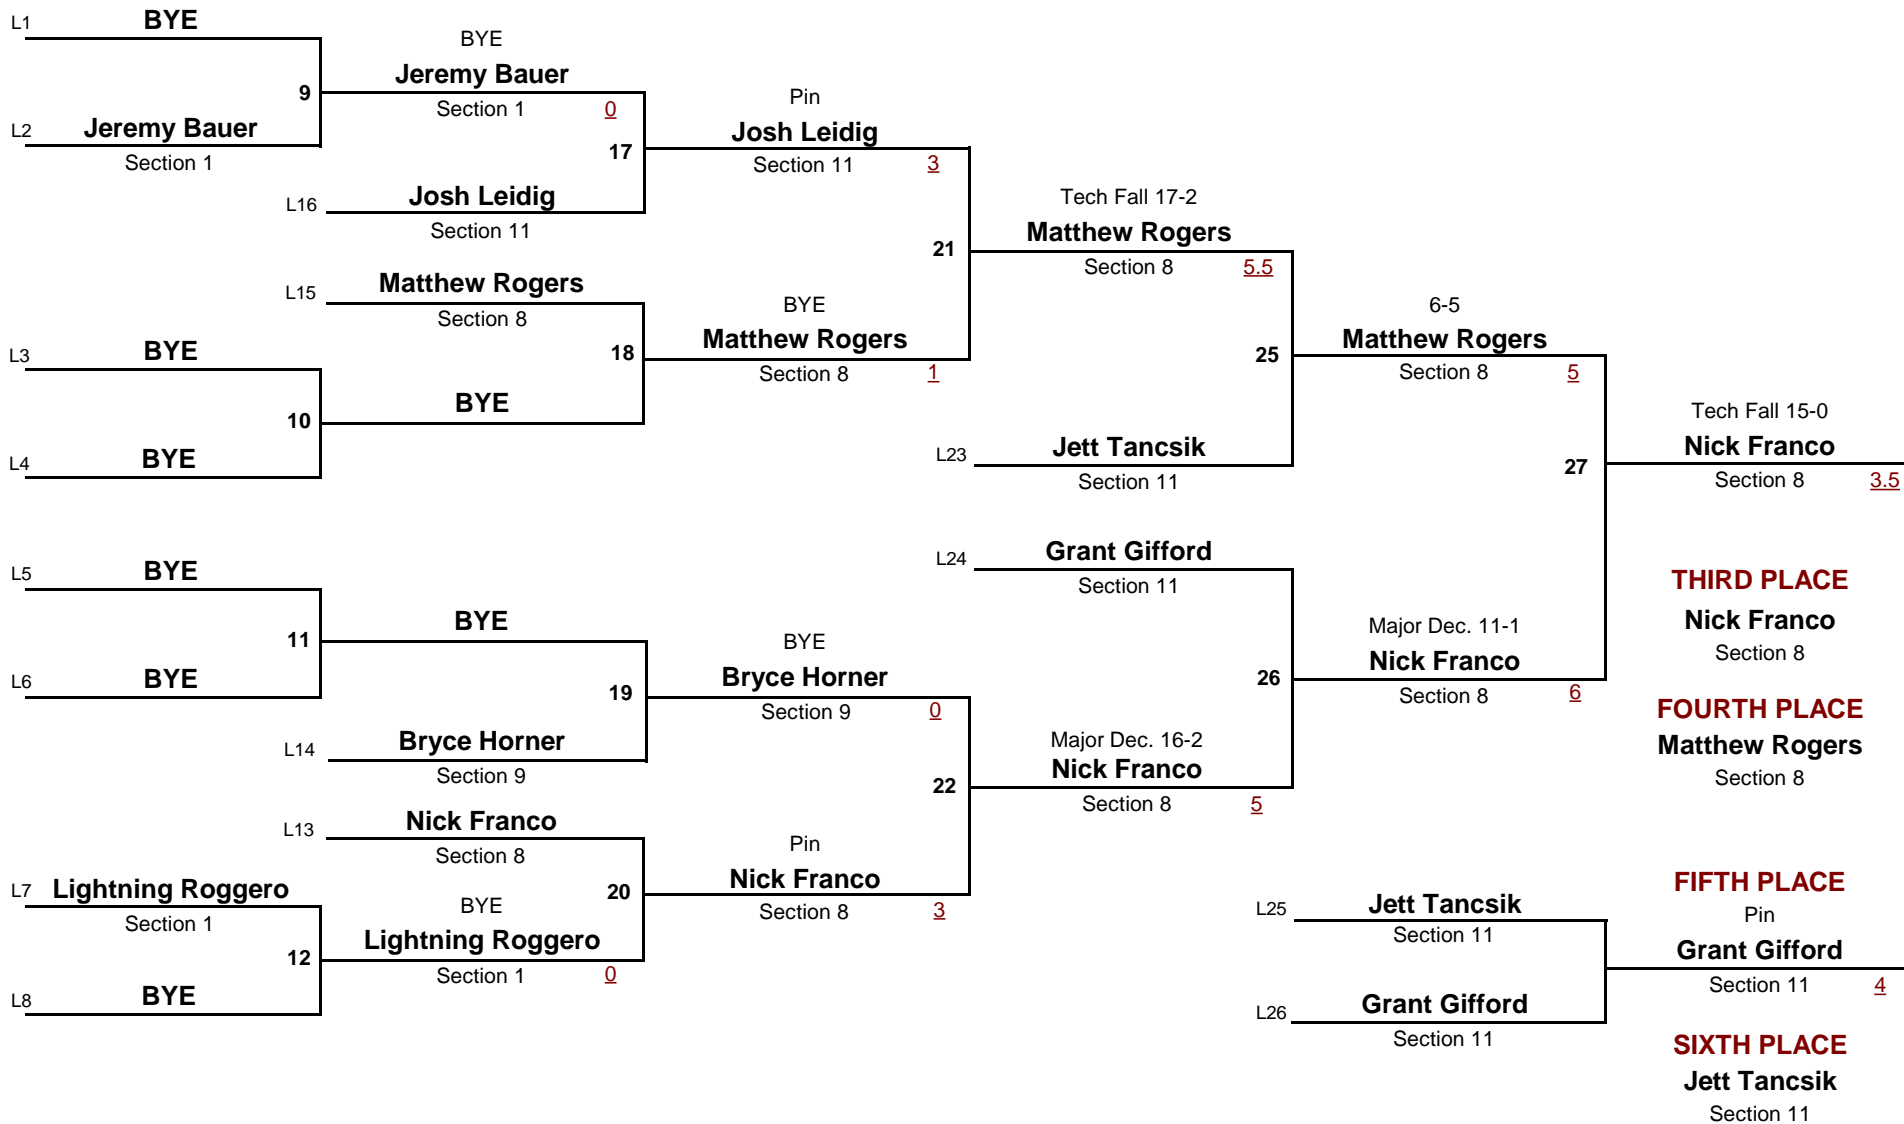 L1 BYE
9
L2 Jeremy Bauer
Section 1
BYE
Jeremy Bauer
Section 1 0
17
L16 Josh Leidig
Section 11
Pin
Josh Leidig
Section 11 3
21
L15 Matthew Rogers
Section 8
18
L3 BYE
10
L4 BYE
BYE
BYE
Matthew Rogers
Section 8 1
Tech Fall 17-2
Matthew Rogers
Section 8 5.5
25
L23 Jett Tancsik
Section 11
6-5
Matthew Rogers
Section 8 5
27
Tech Fall 15-0
Nick Franco
Section 8 3.5
L5 BYE
11
L6 BYE
BYE
19
L14 Bryce Horner
Section 9
BYE
Bryce Horner
Section 9 0
22
L13 Nick Franco
Section 8
20
L7 Lightning Roggero
Section 1
12
L8 BYE
BYE
Lightning Roggero
Section 1 0
Pin
Nick Franco
Section 8 3
L24 Grant Gifford
Section 11
26
Major Dec. 16-2
Nick Franco
Section 8 5
Major Dec. 11-1
Nick Franco
Section 8 6
THIRD PLACE
Nick Franco
Section 8
FOURTH PLACE
Matthew Rogers
Section 8
L25 Jett Tancsik
Section 11
L26 Grant Gifford
Section 11
FIFTH PLACE
Pin
Grant Gifford
Section 11 4
SIXTH PLACE
Jett Tancsik
Section 11